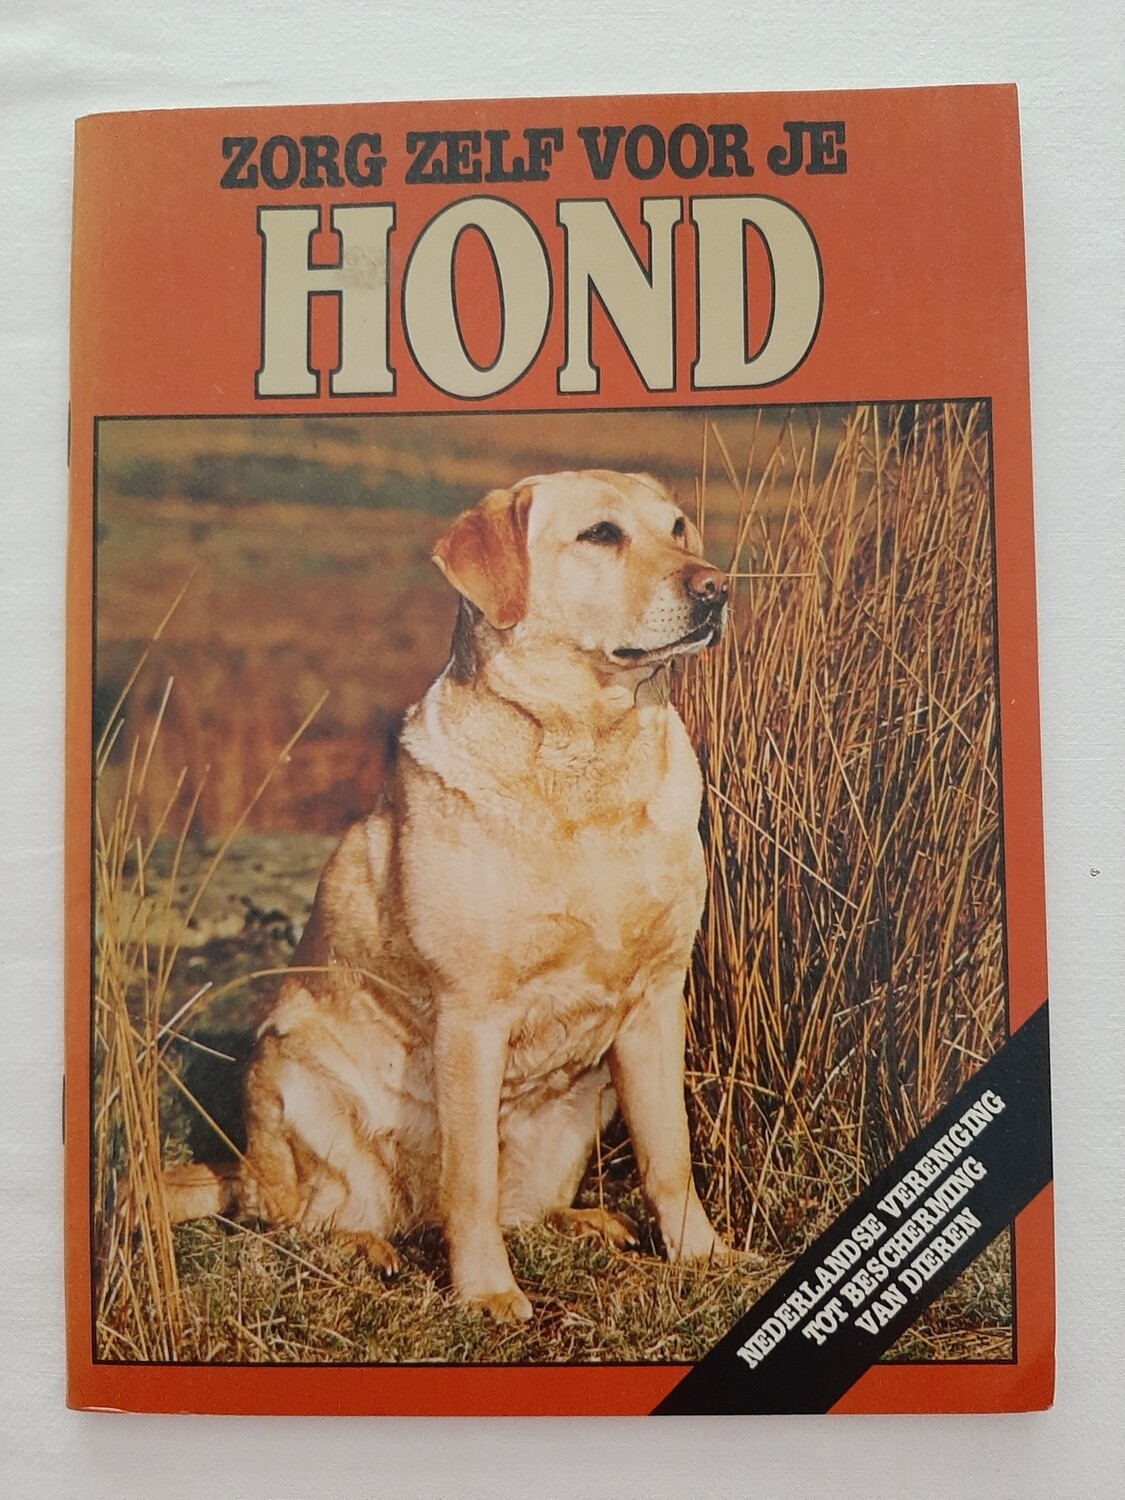 ZORG ZELF VOOR JE
HOND
NEDERLANDSE VERENIGING
TOT BESCHERMING
VAN DIEREN